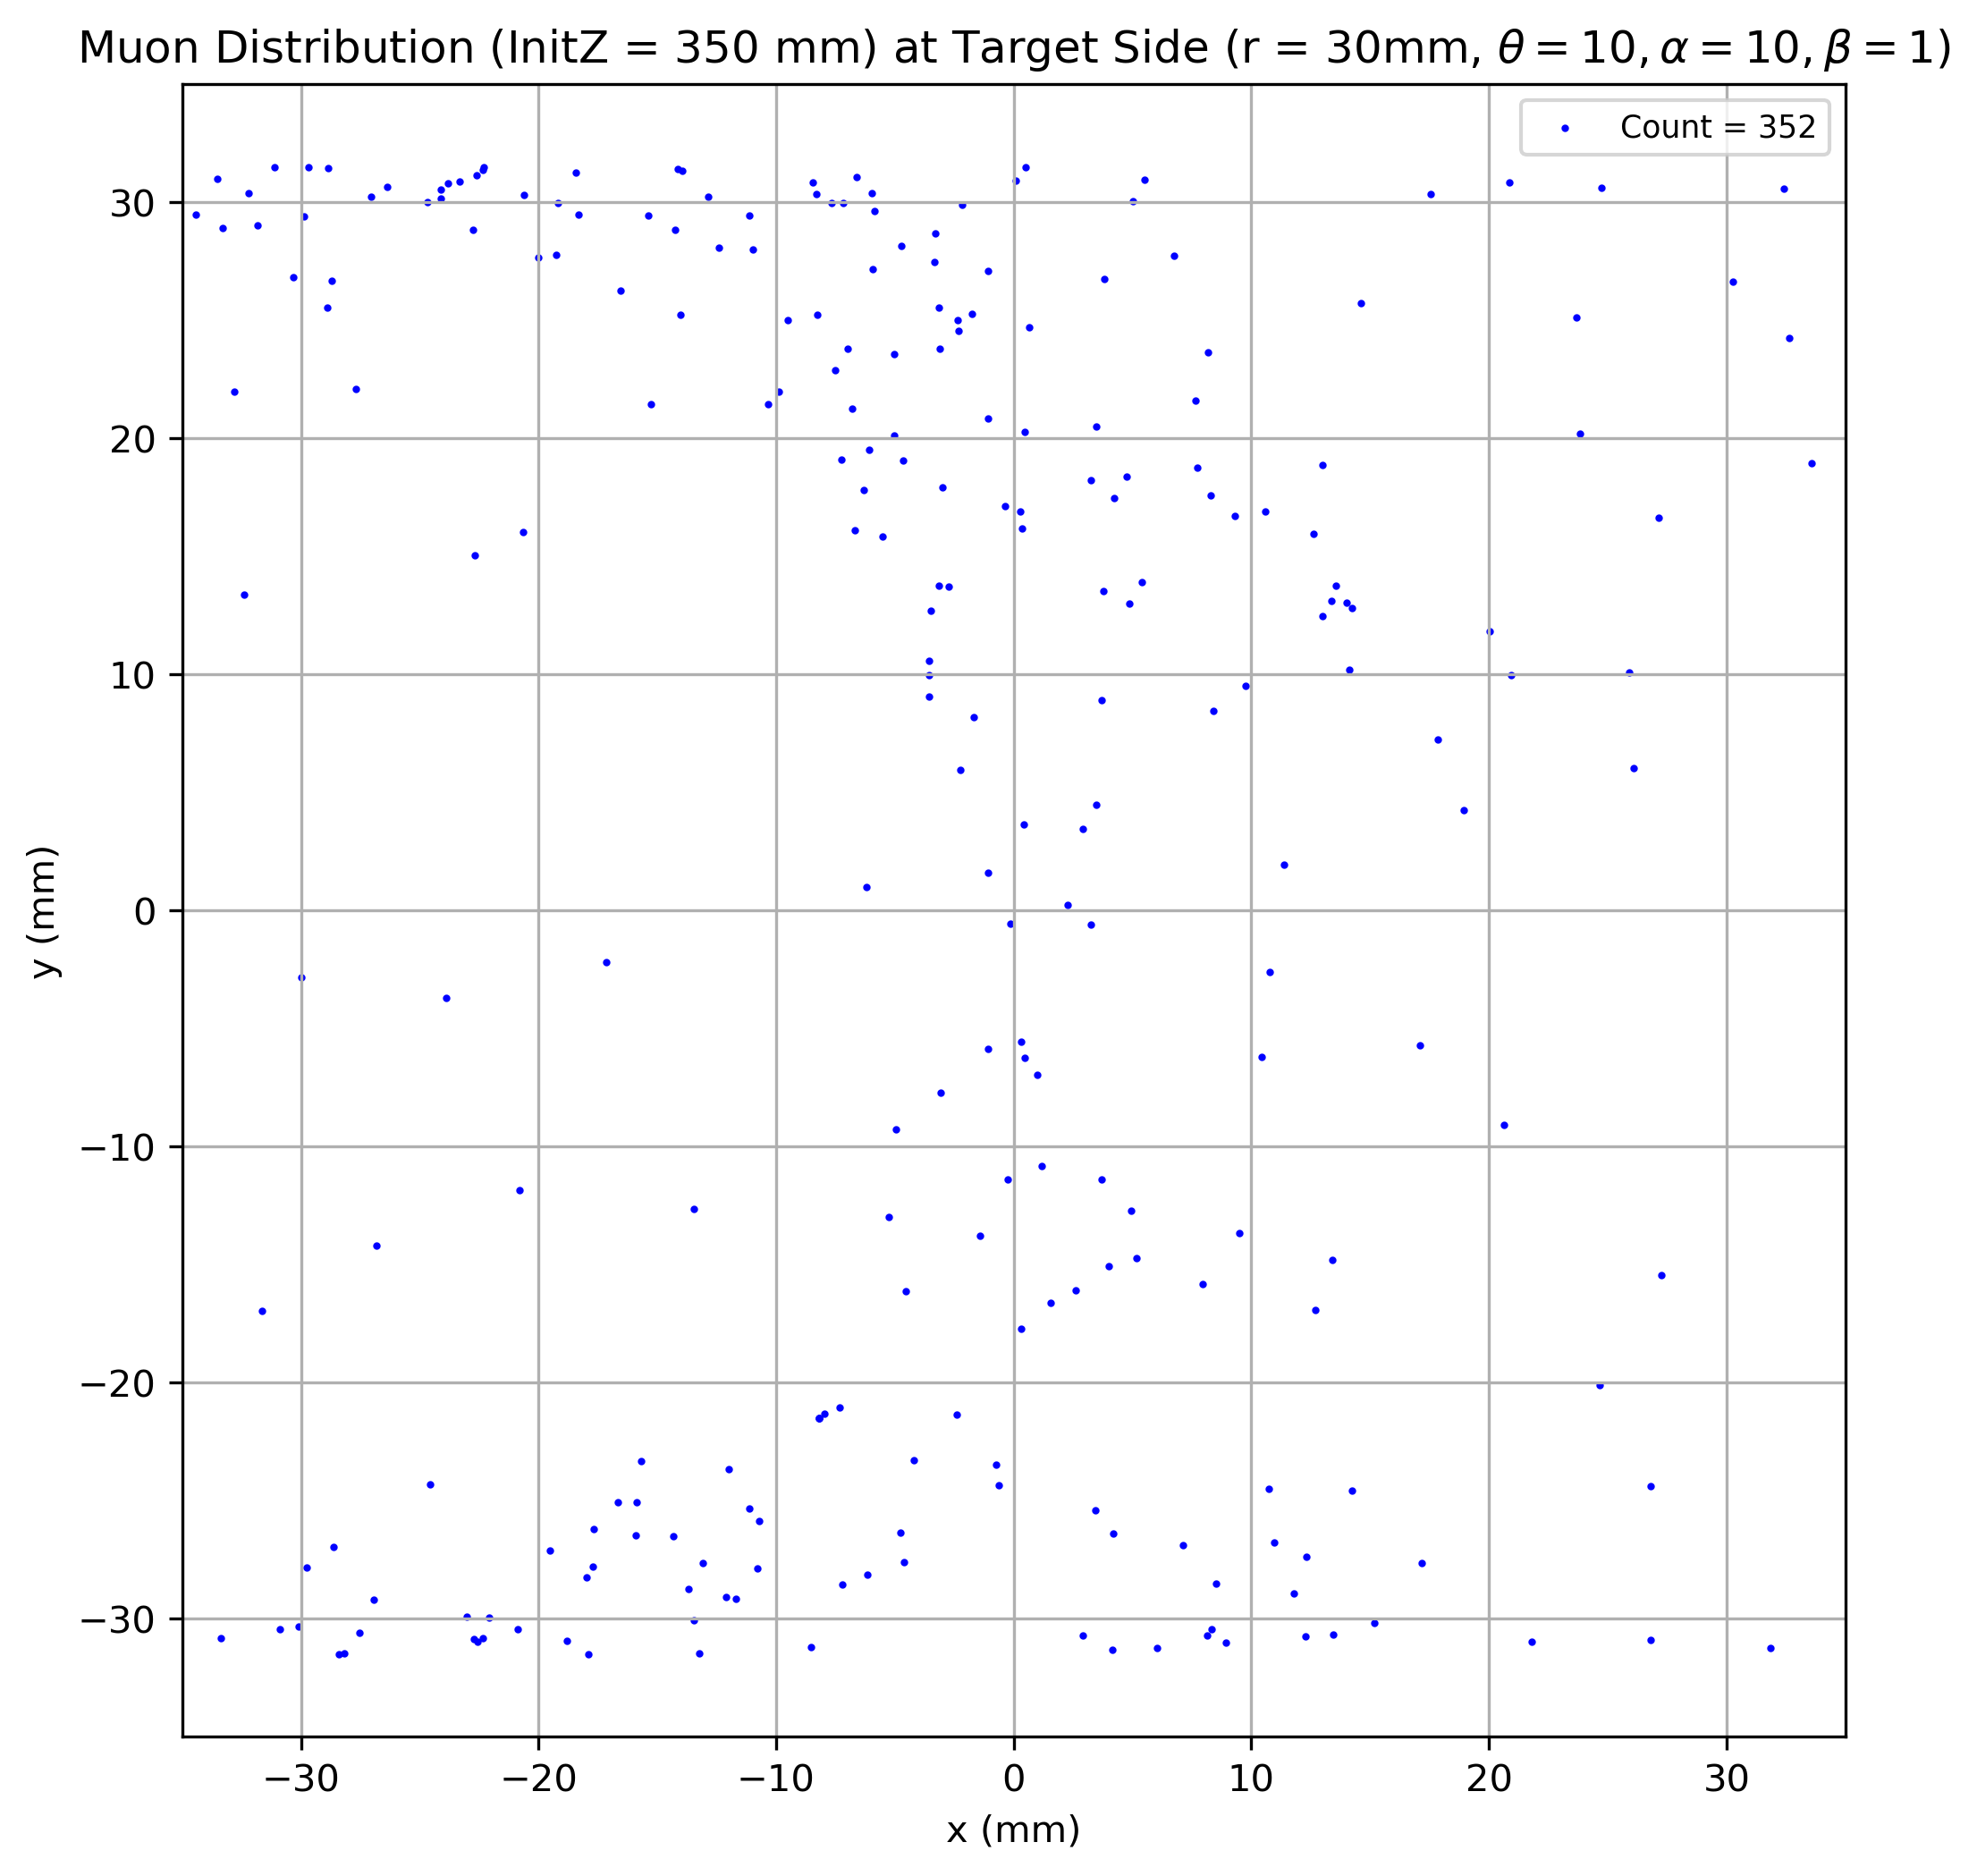 Muon Distribution (InitZ = 350 mm) at Target Side (r = 30mm, θ = 10, α = 10, β = 1)
Count = 352
30
20
10
0
−10
−20
−30
y (mm)
−30 −20 −10 0 10 20 30
x (mm)